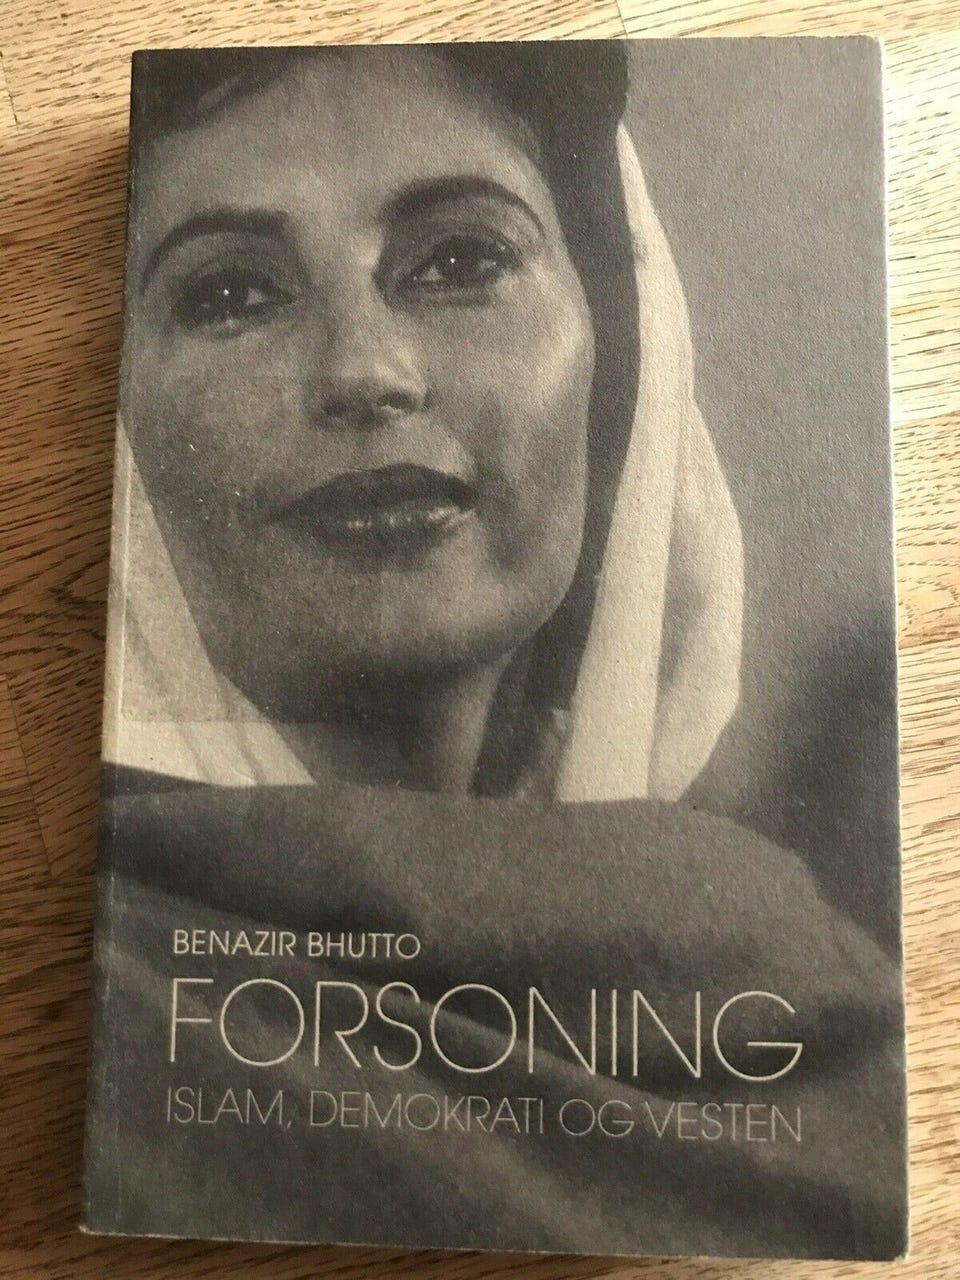 BENAZIR BHUTTO
FORSONING
ISLAM, DEMOKRATI OG VESTEN